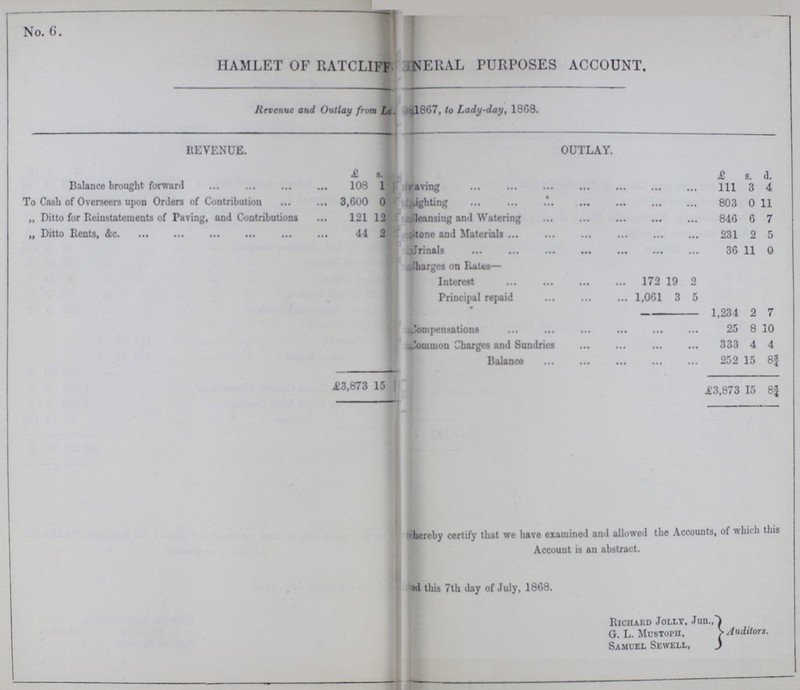 No. 6.
HAMLET OF RATCLIFF NERAL PURPOSES ACCOUNT.
Revenue and Outlay from 1867, to Lady-day, 1868.
REVENUE.
£ s.
Balance brought forward ... ... ... ... 108 1
To Cash of Overseers upon Orders of Contribution ... ... 3,600 0
„ Ditto for Reinstatements of Paving, and Contributions ... 121 12
„ Ditto Rents, &c. ... ... ... ... ... ... 44 2
£3,873 15
OUTLAY.
£ s. d.
aving ... ... ... ... ... ... ... 111 3 4
ighting ... ... ... ... ... ... ... 803 0 11
leansing and Watering ... ... ... ... ... 846 6 7
tone and Materials ... ... ... ... ... ... 231 2 5
rinals ... ... ... ... ... ... ... 36 11 0
harges on Rates—
Interest ... ... ... ... 172 19 2
Principal repaid ... ... ... 1,061 3 5
1,234 2 7
ompensations ... ... ... ... ... ... 25 8 10
ommon Charges and Sundries ... ... ... ... 333 4 4
Balance ... ... ... ... ... 252 15 8¾
£3,873 15 8¾
hereby certify that we have examined and allowed the Accounts, of which this
Account is an abstract.
ed this 7th day of July, 1868.
RICHARD JOLLY, Jun.,
G. L. MUSTOPH,
SAMUEL SEWELL,
} Auditors.